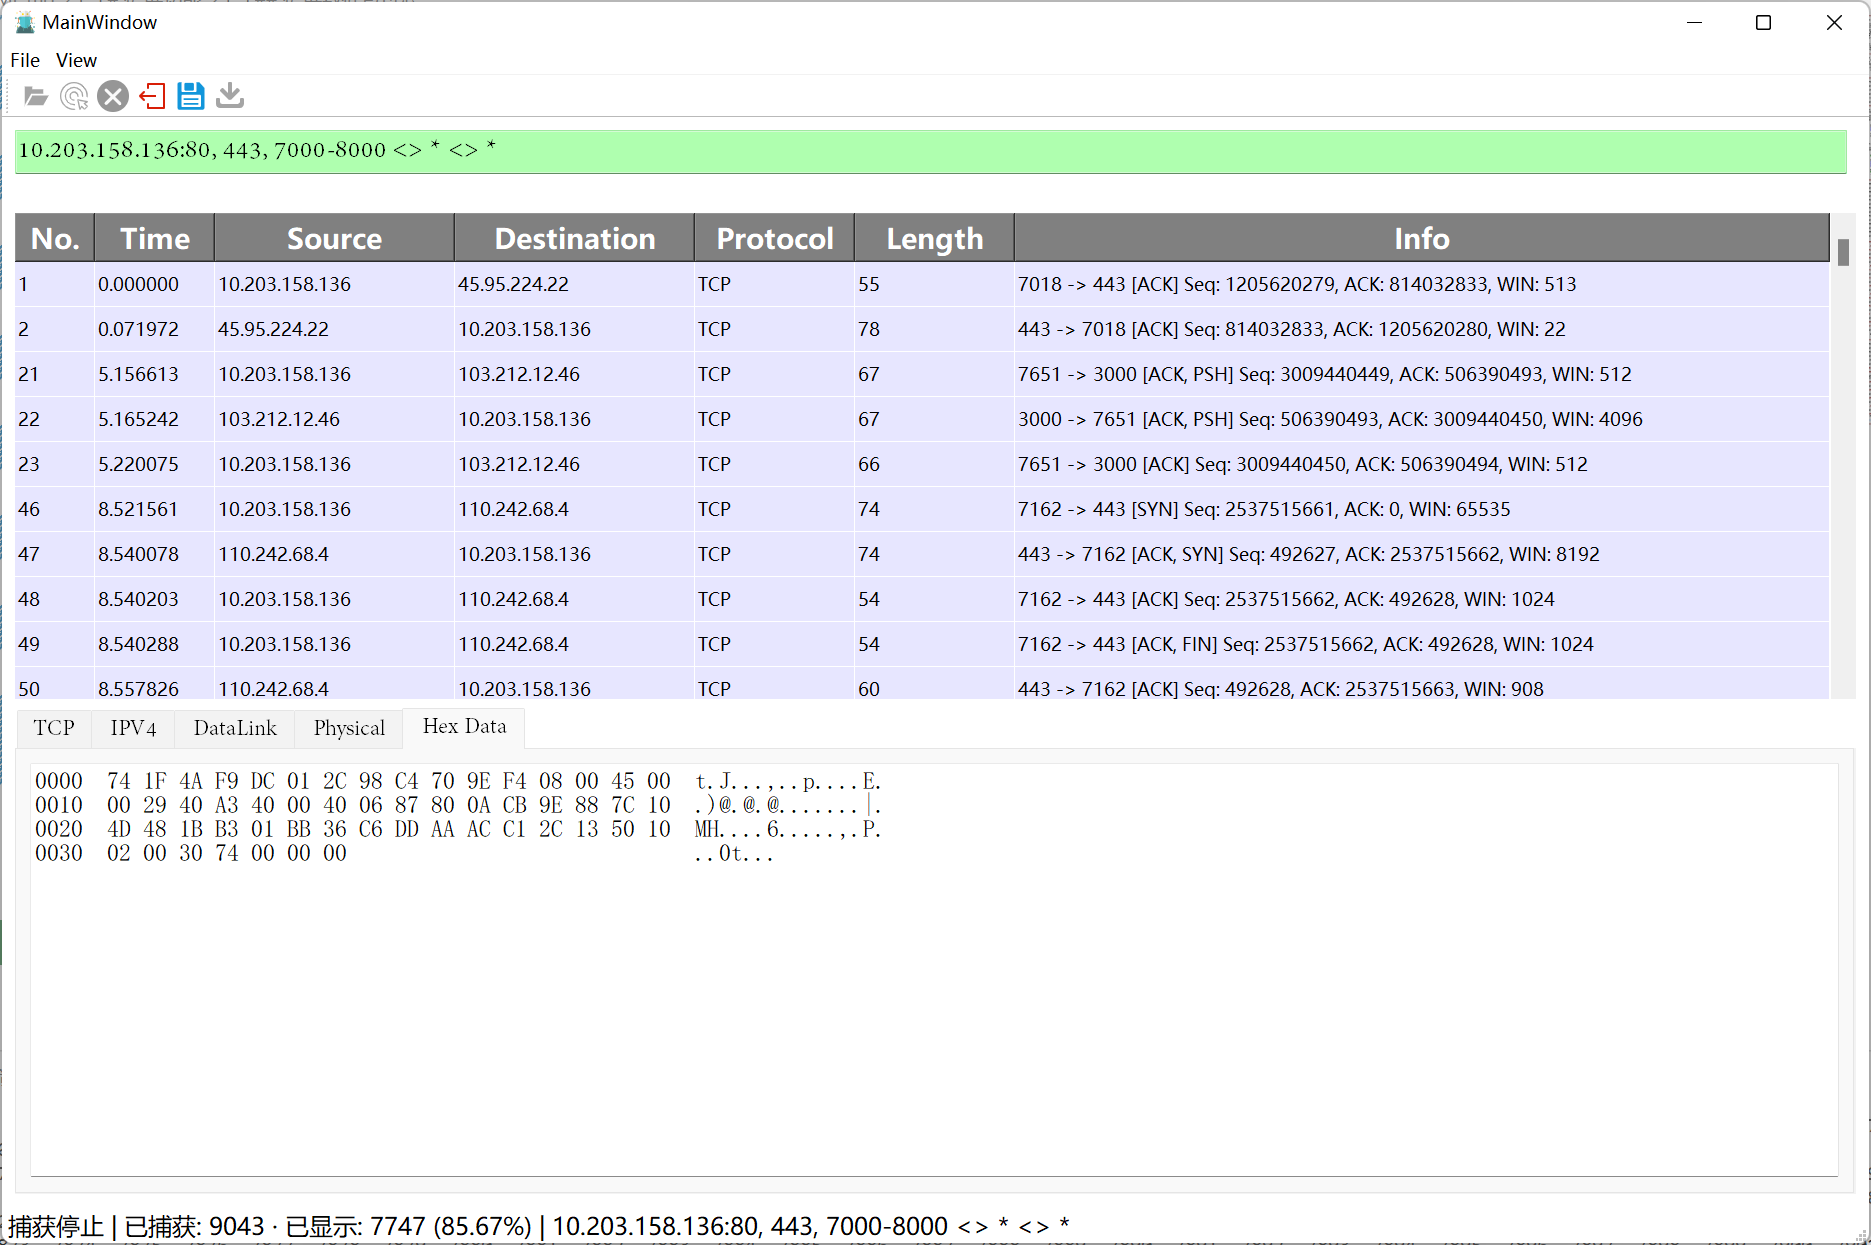 MainWindow
File View
10.203.158.136:80, 443, 7000-8000 <> * <> *
No. Time Source Destination Protocol Length Info
1 0.000000 10.203.158.136 45.95.224.22 TCP 55 7018 -> 443 [ACK] Seq: 1205620279, ACK: 814032833, WIN: 513
2 0.071972 45.95.224.22 10.203.158.136 TCP 78 443 -> 7018 [ACK] Seq: 814032833, ACK: 1205620280, WIN: 22
21 5.156613 10.203.158.136 103.212.12.46 TCP 67 7651 -> 3000 [ACK, PSH] Seq: 3009440449, ACK: 506390493, WIN: 512
22 5.165242 103.212.12.46 10.203.158.136 TCP 67 3000 -> 7651 [ACK, PSH] Seq: 506390493, ACK: 3009440450, WIN: 4096
23 5.220075 10.203.158.136 103.212.12.46 TCP 66 7651 -> 3000 [ACK] Seq: 3009440450, ACK: 506390494, WIN: 512
46 8.521561 10.203.158.136 110.242.68.4 TCP 74 7162 -> 443 [SYN] Seq: 2537515661, ACK: 0, WIN: 65535
47 8.540078 110.242.68.4 10.203.158.136 TCP 74 443 -> 7162 [ACK, SYN] Seq: 492627, ACK: 2537515662, WIN: 8192
48 8.540203 10.203.158.136 110.242.68.4 TCP 54 7162 -> 443 [ACK] Seq: 2537515662, ACK: 492628, WIN: 1024
49 8.540288 10.203.158.136 110.242.68.4 TCP 54 7162 -> 443 [ACK, FIN] Seq: 2537515662, ACK: 492628, WIN: 1024
50 8.557826 110.242.68.4 10.203.158.136 TCP 60 443 -> 7162 [ACK] Seq: 492628, ACK: 2537515663, WIN: 908
TCP IPV4 DataLink Physical Hex Data
0000 74 1F 4A F9 DC 01 2C 98 C4 70 9E F4 08 00 45 00 t.J...,..p....E.
0010 00 29 40 A3 40 00 40 06 87 80 0A CB 9E 88 7C 10 .)@.@.@.......|.
0020 4D 48 1B B3 01 BB 36 C6 DD AA AC C1 2C 13 50 10 MH....6.....,.P.
0030 02 00 30 74 00 00 00 ..0t...
捕获停止 | 已捕获: 9043 · 已显示: 7747 (85.67%) | 10.203.158.136:80, 443, 7000-8000 <> * <> *